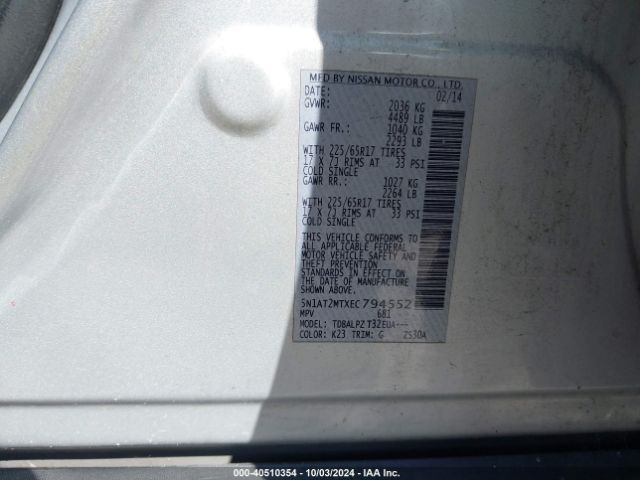 MFD BY NISSAN MOTOR CO., LTD.
DATE: 02/14
GVWR: 2036 KG
4489 LB
GAWR FR.: 1040 KG
2293 LB
WITH 225/65R17 TIRES
17 X 7J RIMS AT 33 PSI
COLD SINGLE
GAWR RR.: 1027 KG
2264 LB
WITH 225/65R17 TIRES
17 X 7J RIMS AT 33 PSI
COLD SINGLE
THIS VEHICLE CONFORMS TO
ALL APPLICABLE FEDERAL
MOTOR VEHICLE SAFETY AND
THEFT PREVENTION
STANDARDS IN EFFECT ON
THE DATE OF MANUFACTURE
SHOWN ABOVE.
5N1AT2MTXEC794552
MPV 681
MODEL: TDBALPZ T32EUA---
COLOR: K23 TRIM: G ZS30A
000-40510354 - 10/03/2024 - IAA Inc.